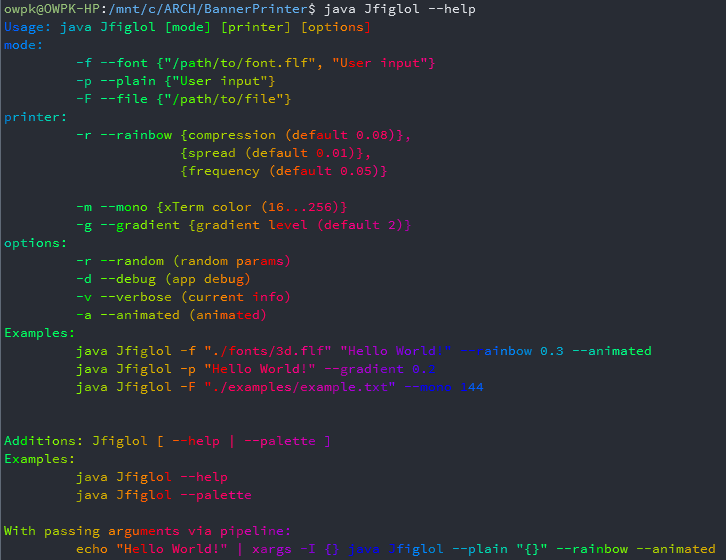 owpk@OWPK-HP:/mnt/c/ARCH/BannerPrinter$ java Jfiglol --help
Usage: java Jfiglol [mode] [printer] [options]
mode:
-f --font {"/path/to/font.flf", "User input"}
-p --plain {"User input"}
-F --file {"/path/to/file"}
printer:
-r --rainbow {compression (default 0.08)},
{spread (default 0.01)},
{frequency (default 0.05)}
-m --mono {xTerm color (16...256)}
-g --gradient {gradient level (default 2)}
options:
-r --random (random params)
-d --debug (app debug)
-v --verbose (current info)
-a --animated (animated)
Examples:
java Jfiglol -f "./fonts/3d.flf" "Hello World!" --rainbow 0.3 --animated
java Jfiglol -p "Hello World!" --gradient 0.2
java Jfiglol -F "./examples/example.txt" --mono 144
Additions: Jfiglol [ --help | --palette ]
Examples:
java Jfiglol --help
java Jfiglol --palette
With passing arguments via pipeline:
echo "Hello World!" | xargs -I {} java Jfiglol --plain "{}" --rainbow --animated